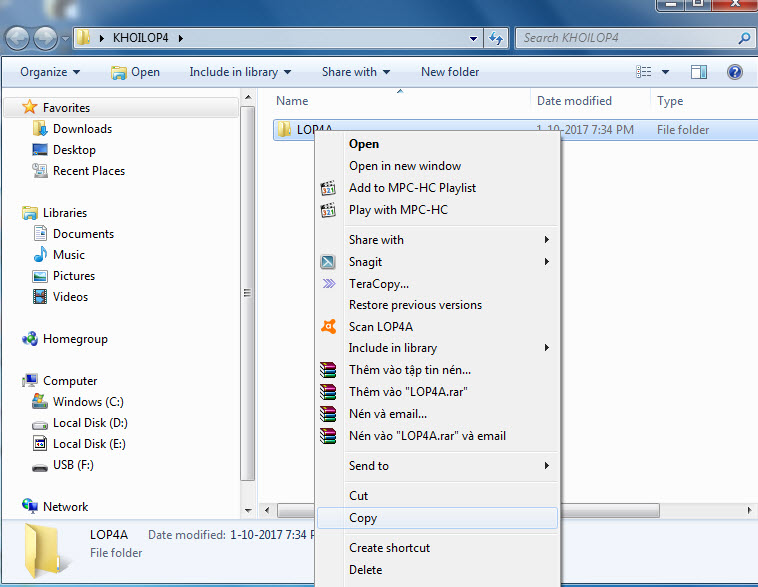 KHOILOP4
Search KHOILOP4
Organize
Open
Include in library
Share with
New folder
Favorites
Downloads
Desktop
Recent Places
Libraries
Documents
Music
Pictures
Videos
Homegroup
Computer
Windows (C:)
Local Disk (D:)
Local Disk (E:)
USB (F:)
Network
Name
Date modified
Type
LOP4A
1-10-2017 7:34 PM
File folder
Open
Open in new window
Add to MPC-HC Playlist
Play with MPC-HC
Share with
Snagit
TeraCopy...
Restore previous versions
Scan LOP4A
Include in library
Thêm vào tập tin nén...
Thêm vào "LOP4A.rar"
Nén và email...
Nén vào "LOP4A.rar" và email
Send to
Cut
Copy
Create shortcut
Delete
LOP4A
Date modified: 1-10-2017 7:34
File folder